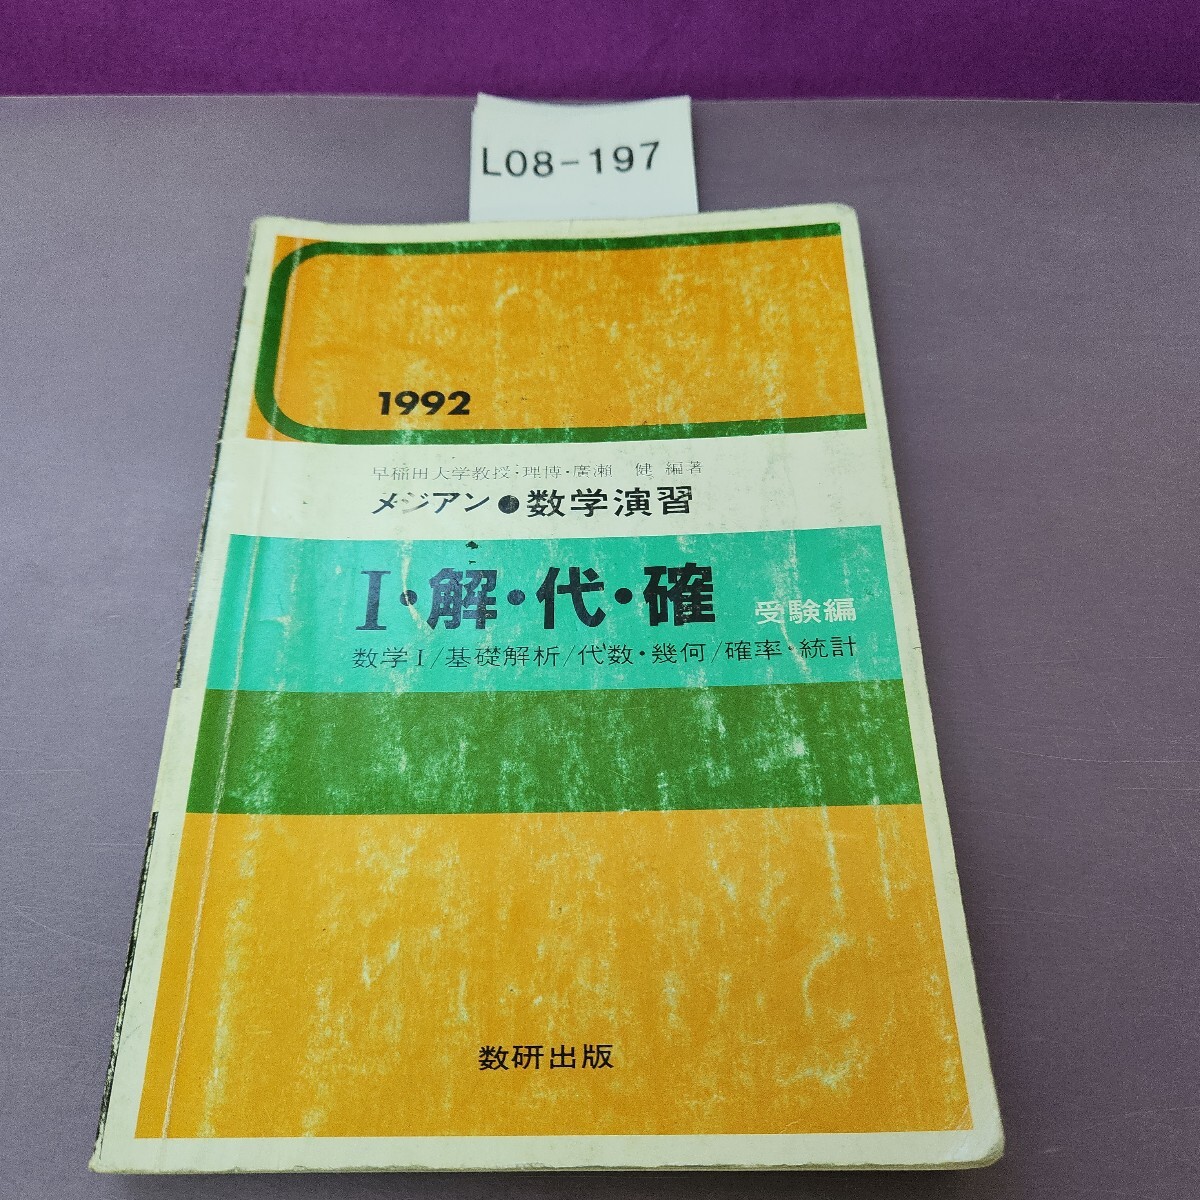 L08-197
1992
早稲田大学教授・理博・廣瀬 健 編著
メジアン●数学演習
I・解・代・確 受験編
数学I/基礎解析/代数・幾何/確率・統計
数研出版